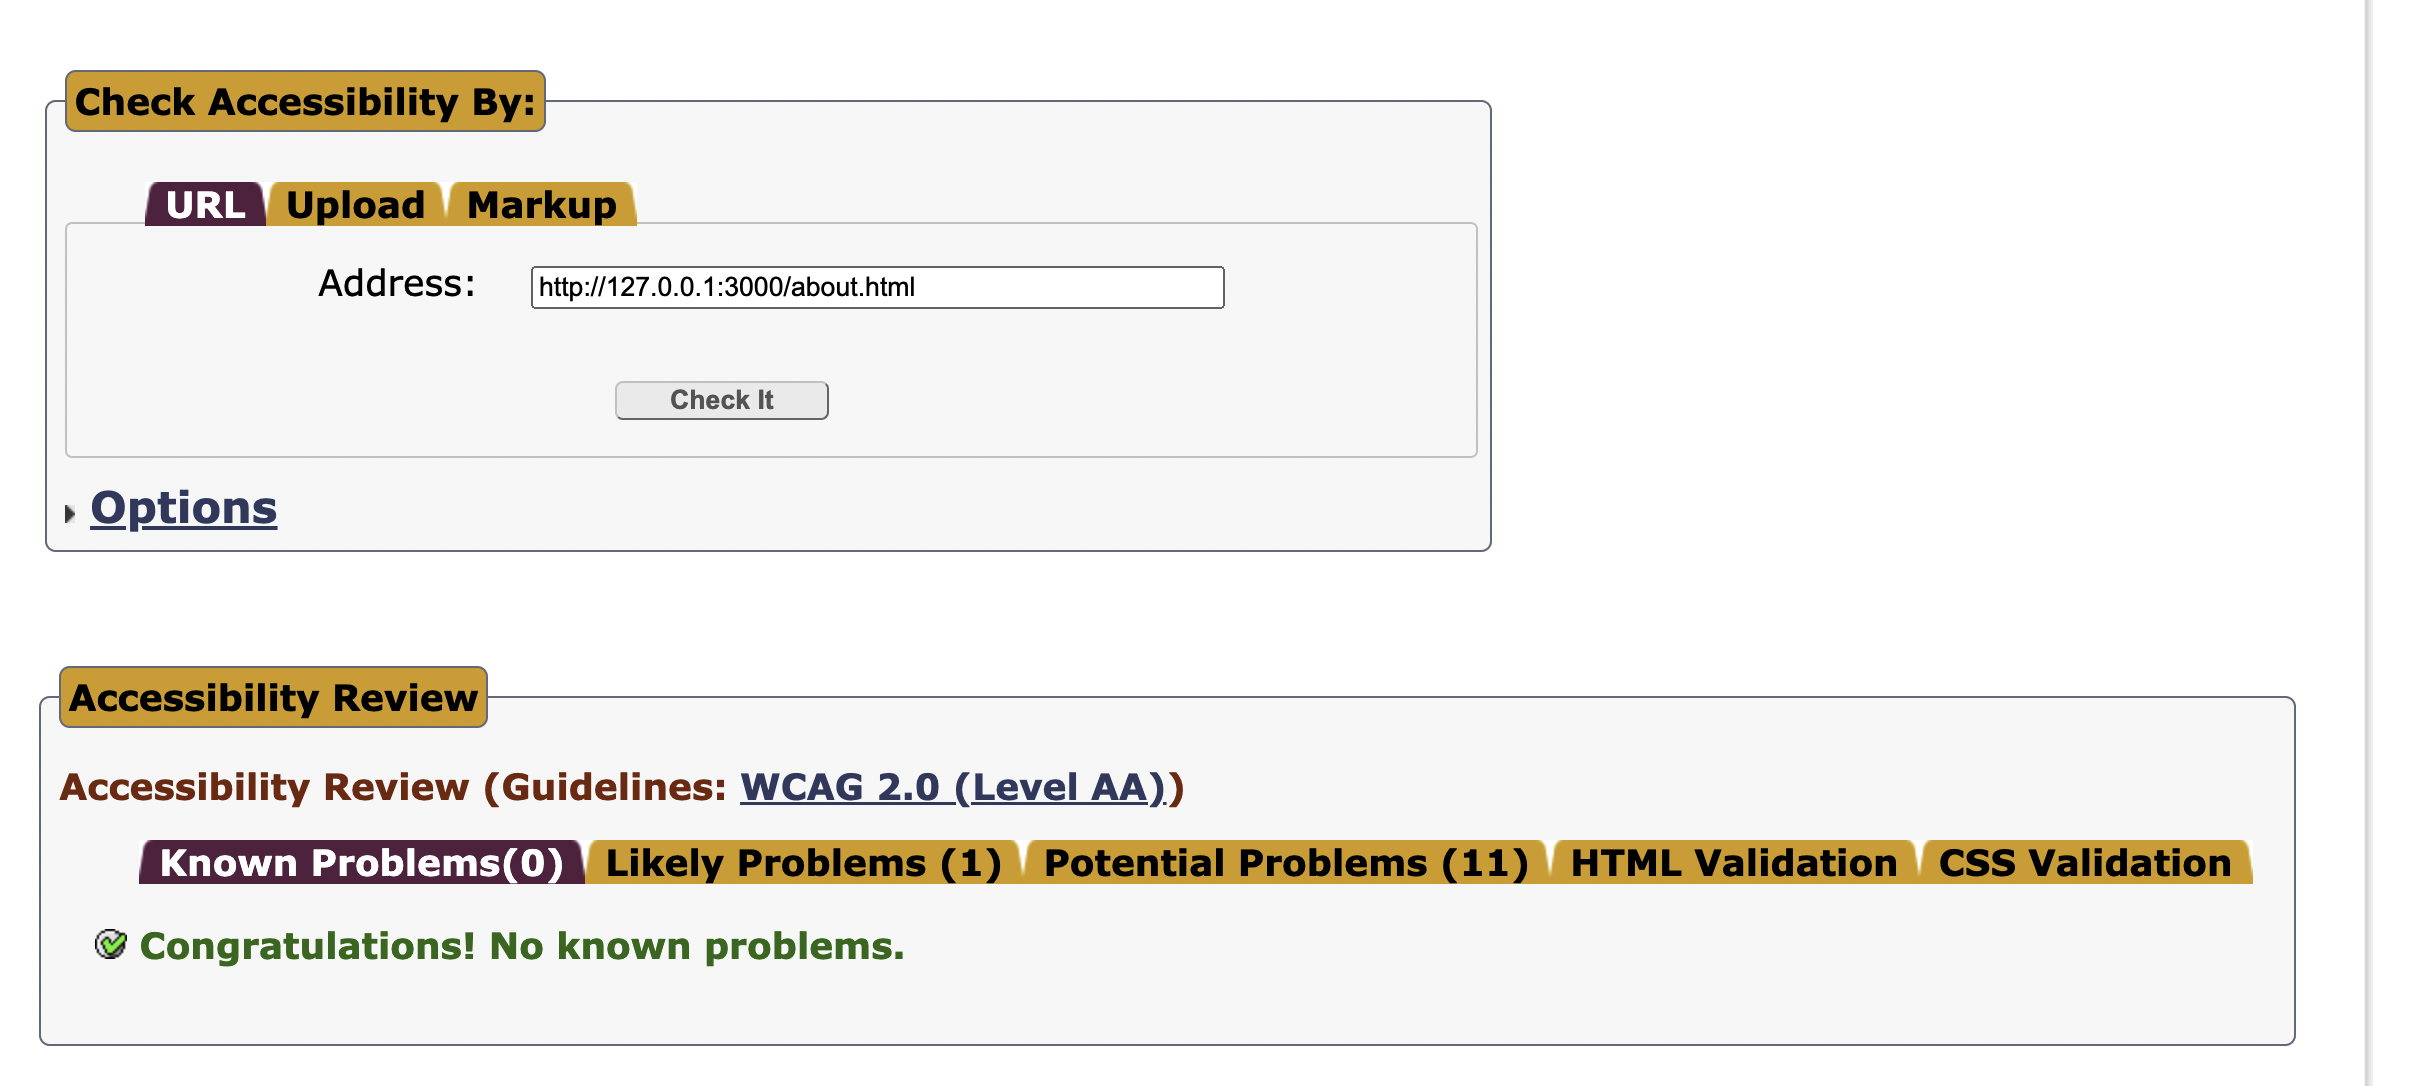 Check Accessibility By:
URL Upload Markup
Address: http://127.0.0.1:3000/about.html
Check It
Options
Accessibility Review
Accessibility Review (Guidelines: WCAG 2.0 (Level AA))
Known Problems(0) Likely Problems (1) Potential Problems (11) HTML Validation CSS Validation
Congratulations! No known problems.